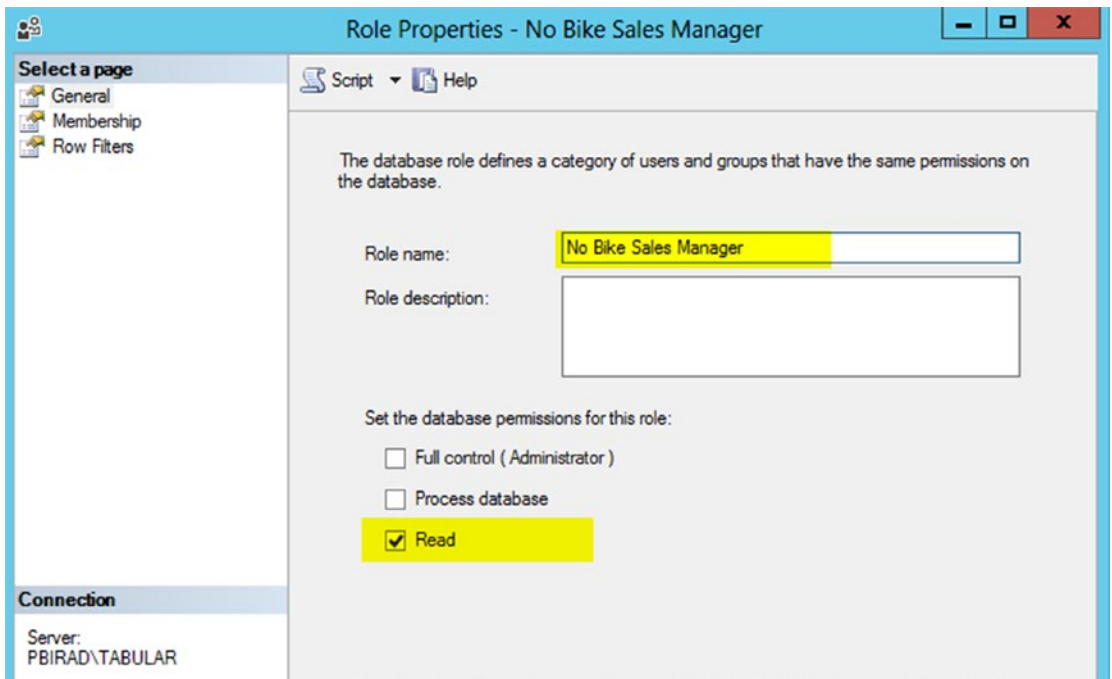 Role Properties - No Bike Sales Manager
Select a page
General
Membership
Row Filters
Script
Help
The database role defines a category of users and groups that have the same permissions on
the database.
Role name:
No Bike Sales Manager
Role description:
Set the database permissions for this role:
Full control ( Administrator )
Process database
Read
Connection
Server:
PBIRAD\TABULAR